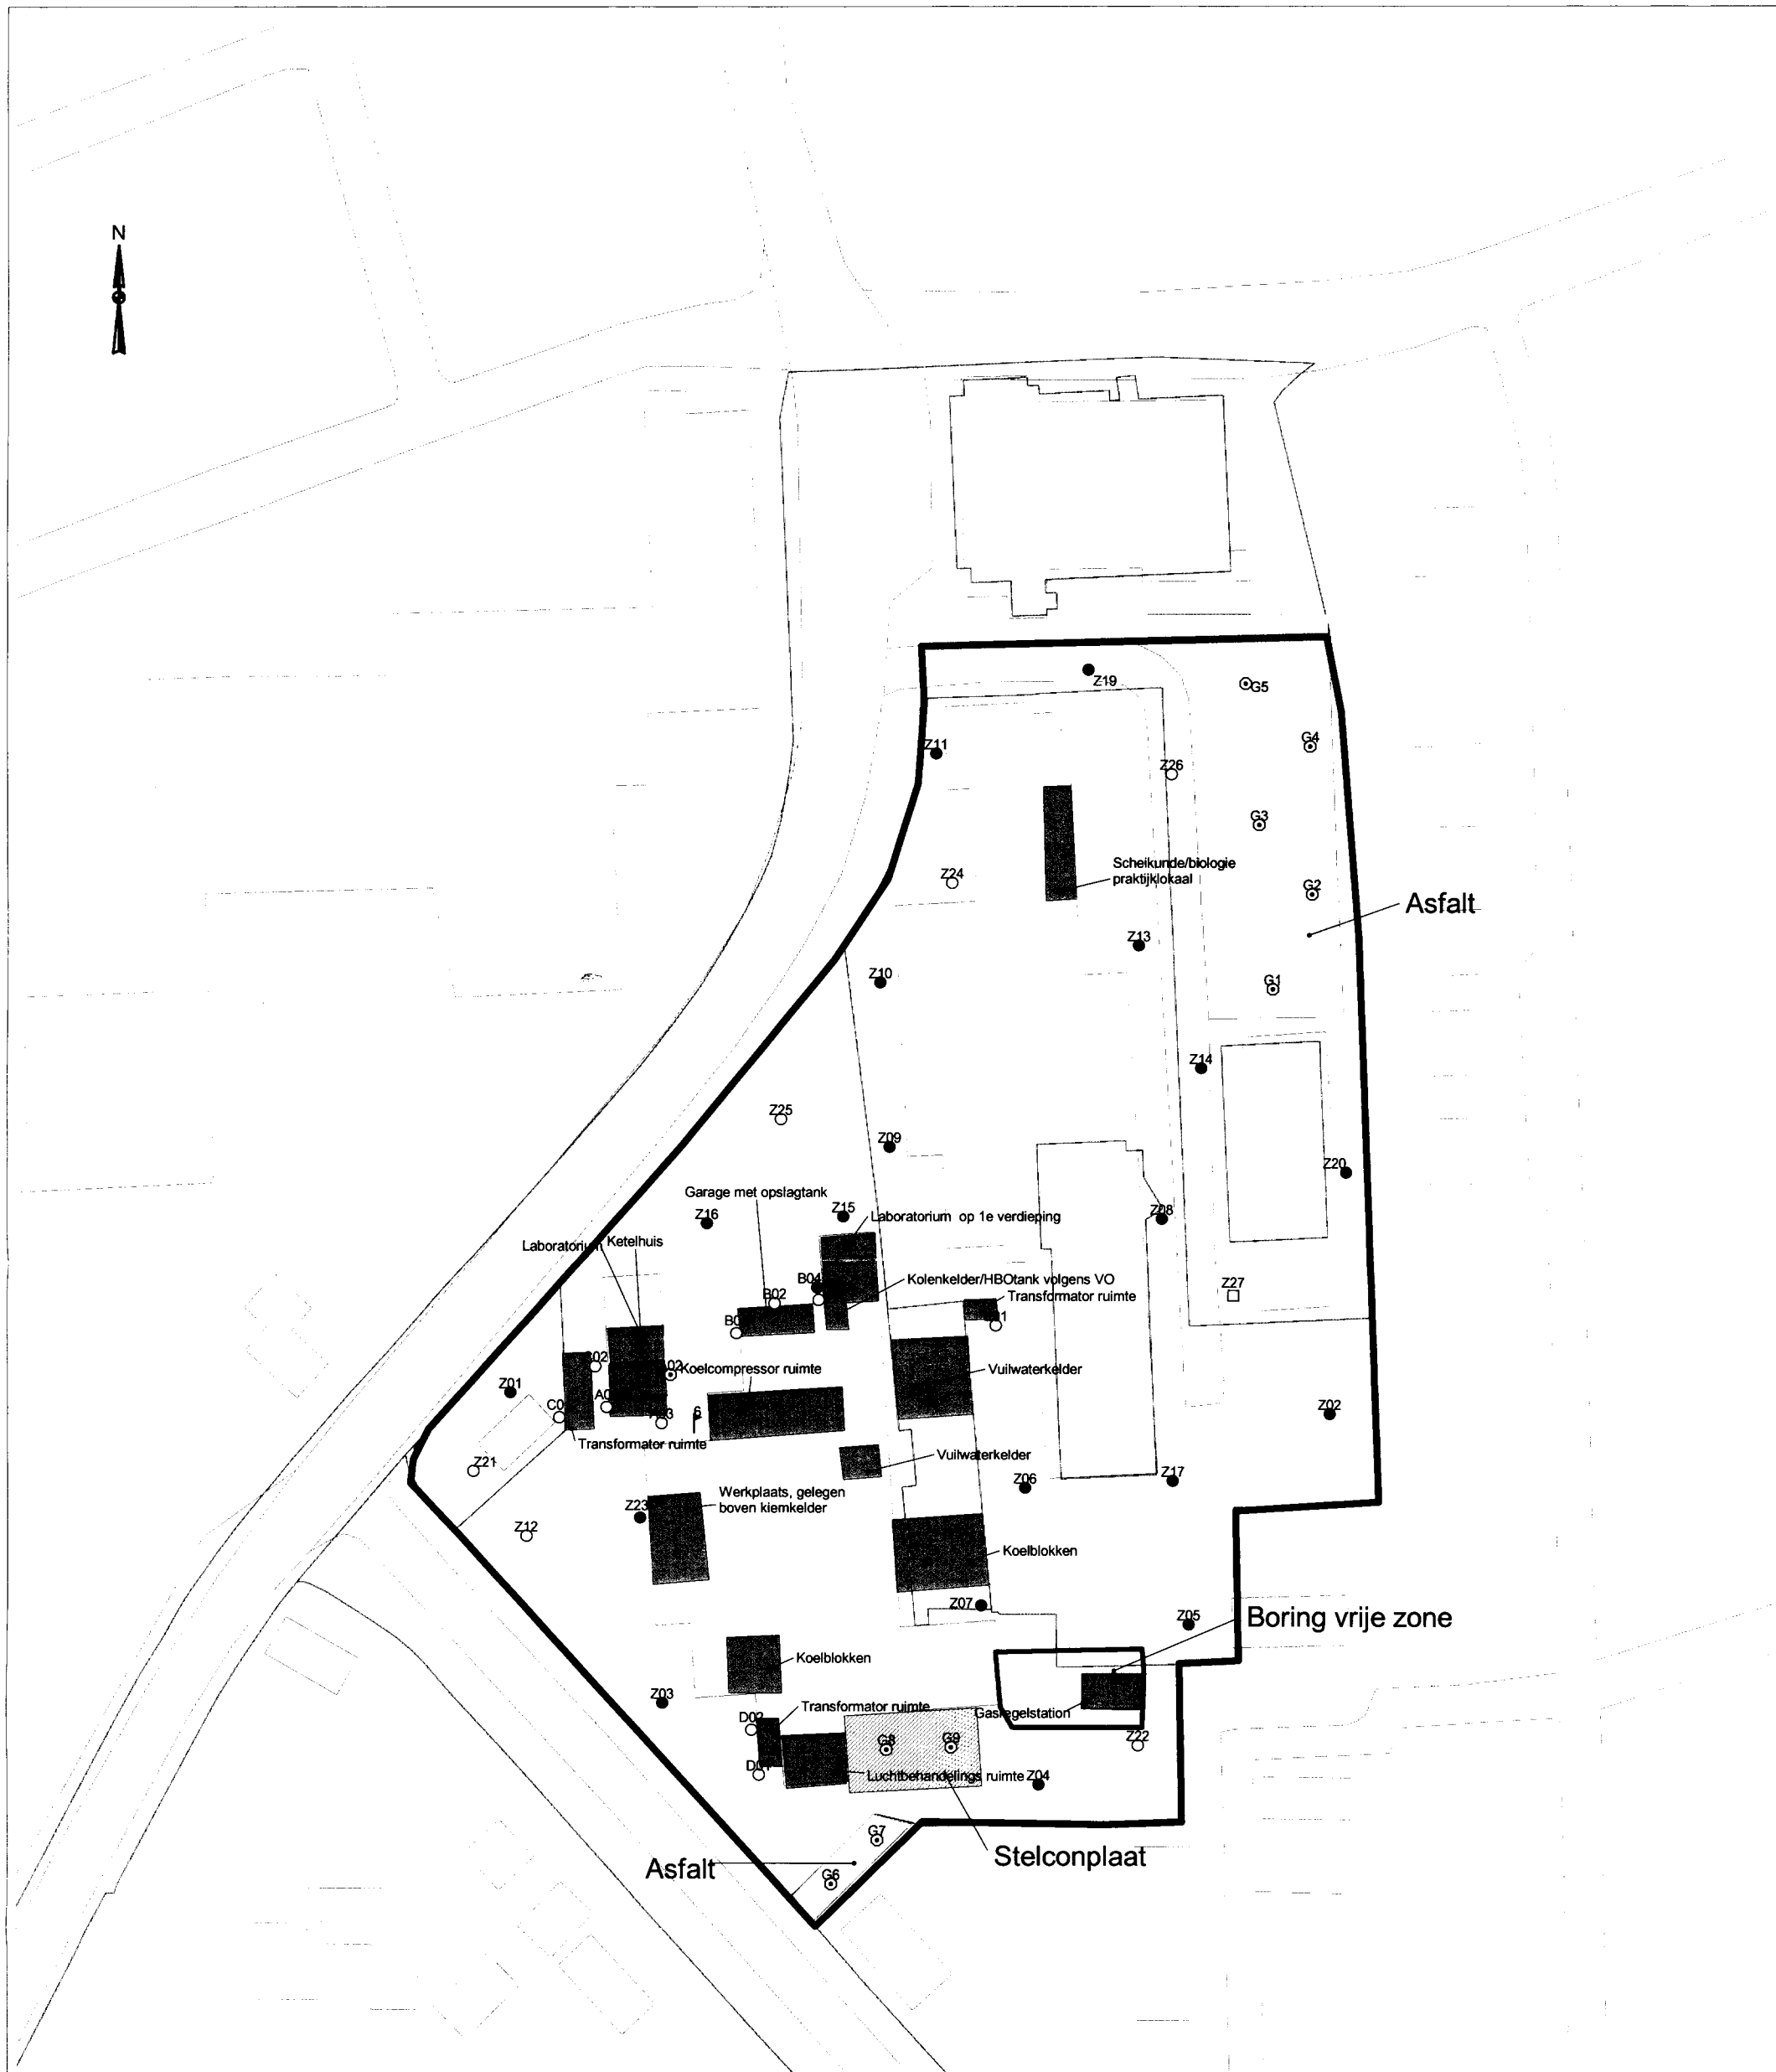 N
Z19
G5
G4
Z11
Z26
G3
Scheikunde/biologie
praktijklokaal
Z24
G2
Asfalt
Z13
Z10
G1
Z14
Z25
Z09
Z20
Garage met opslagtank
Z16
Z15
Z08
Laboratorium op 1e verdieping
Laboratorium
Ketelhuis
B04
Kolenkelder/HBOtank volgens VO
Z27
B02
Transformator ruimte
Koelcompressor ruimte
Vuilwaterkelder
Z01
Z02
6
Transformator ruimte
Vuilwaterkelder
Z21
Z06
Z17
Werkplaats, gelegen
boven kiemkelder
Z23
Z12
Koelblokken
Z07
Z05
Boring vrije zone
Koelblokken
Z03
Transformator ruimte
Gasregelstation
D02
G8
G9
Z22
D01
Luchtbehandelings ruimte
Z04
G7
Stelconplaat
Asfalt
G6